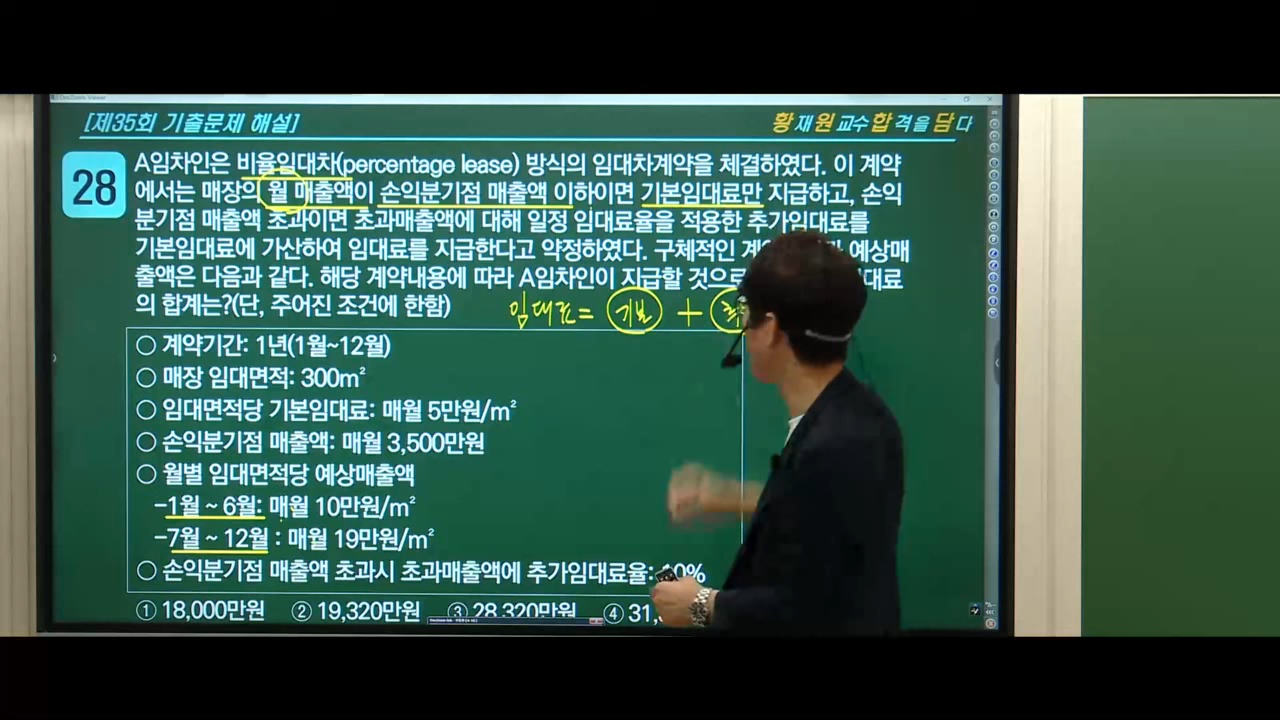 [제35회 기출문제 해설]
황재원 교수 합격을 담다
28
A임차인은 비율임대차(percentage lease) 방식의 임대차계약을 체결하였다. 이 계약
에서는 매장의 월 매출액이 손익분기점 매출액 이하이면 기본임대료만 지급하고, 손익
분기점 매출액 초과이면 초과매출액에 대해 일정 임대료율을 적용한 추가임대료를
기본임대료에 가산하여 임대료를 지급한다고 약정하였다. 구체적인 예상매
출액은 다음과 같다. 해당 계약내용에 따라 A임차인이 지급할 것으로 대료
의 합계는?(단, 주어진 조건에 한함)
임대료 = 기본 +
○ 계약기간: 1년(1월~12월)
○ 매장 임대면적: 300m²
○ 임대면적당 기본임대료: 매월 5만원/m²
○ 손익분기점 매출액: 매월 3,500만원
○ 월별 임대면적당 예상매출액
-1월 ~ 6월: 매월 10만원/m²
-7월 ~ 12월 : 매월 19만원/m²
○ 손익분기점 매출액 초과시 초과매출액에 추가임대료율:
① 18,000만원 ② 19,320만원 ③ 28,320만원 ④ 31,